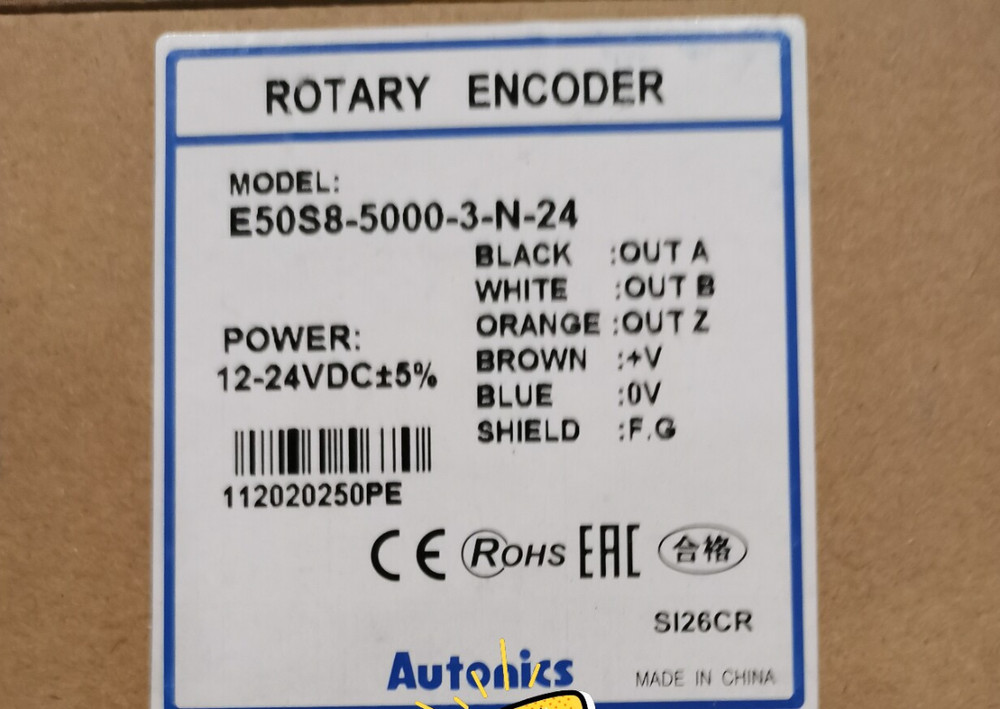 ROTARY ENCODER
MODEL:
E50S8-5000-3-N-24
BLACK :OUT A
WHITE :OUT B
ORANGE :OUT Z
POWER:
BROWN :+V
12-24VDC±5%
BLUE :0V
SHIELD :F.G
112020250PE
CE RoHS EAC 合格
SI26CR
Autonics
MADE IN CHINA